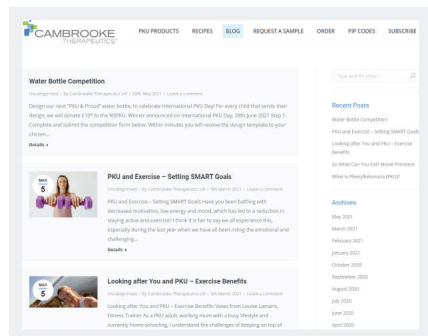 CAMBROOKE
THERAPEUTICS
PKU PRODUCTS RECIPES BLOG REQUEST A SAMPLE ORDER PIP CODES SUBSCRIBE
Water Bottle Competition
Uncategorised • By Cambrooke Therapeutics UK • 20th May 2021 • Leave a comment
Design our next "PKU & Proud" water bottle, to celebrate International PKU Day! For every child that sends their
design, we will donate £10* to the NSPKU. Winner announced on International PKU Day, 28th June 2021 Step 1:
Complete and submit the competition form below. Within minutes you will receive the design template to your
chosen...
Details
MAR
5
PKU and Exercise – Setting SMART Goals
Uncategorised • By Cambrooke Therapeutics UK • 5th March 2021 • Leave a comment
PKU and Exercise – Setting SMART Goals Have you been battling with
decreased motivation, low energy and mood, which has led to a reduction in
staying active and exercise? I think it is fair to say we all experience this,
especially during the last year when we have all been riding the emotional and
challenging...
Details
MAR
5
Looking after You and PKU – Exercise Benefits
Uncategorised • By Cambrooke Therapeutics UK • 5th March 2021 • Leave a comment
Looking after You and PKU – Exercise Benefits Views from Louise Lamaris,
Fitness Trainer As a PKU adult, working mum with a busy lifestyle and
currently home-schooling, I understand the challenges of keeping on top of
Type and hit enter...
Recent Posts
Water Bottle Competition
PKU and Exercise – Setting SMART Goals
Looking after You and PKU – Exercise
Benefits
So What Can You Eat? Movie Premiere
What is Phenylketonuria (PKU)?
Archives
May 2021
March 2021
February 2021
January 2021
October 2020
September 2020
August 2020
July 2020
June 2020
April 2020